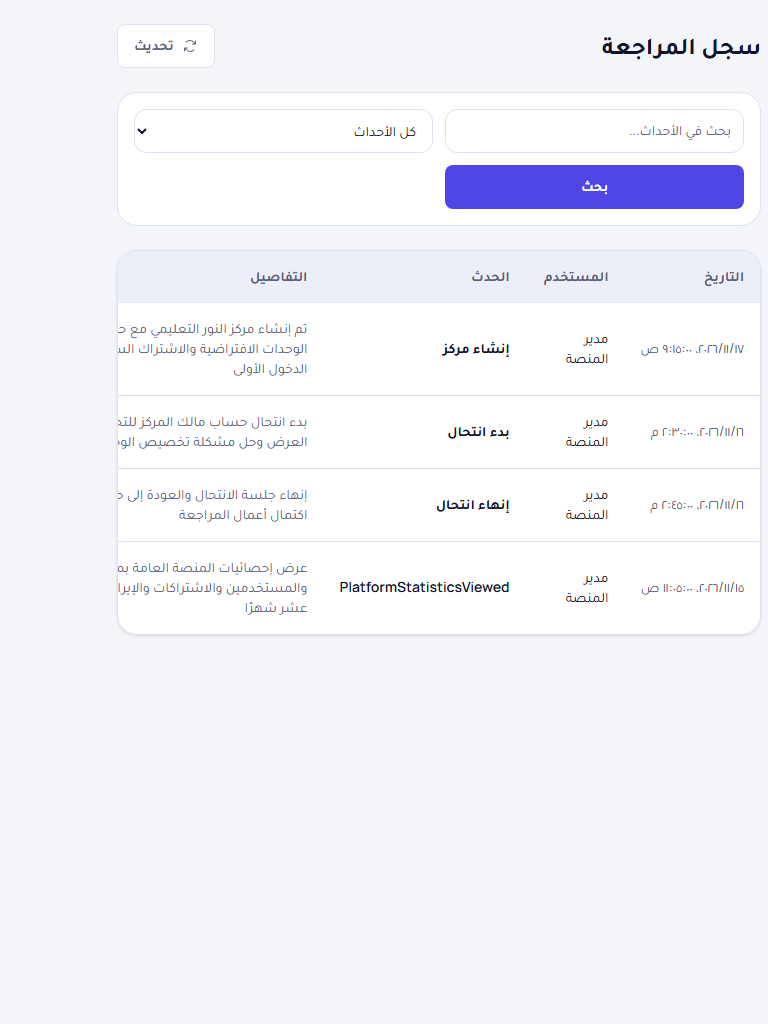 سجل المراجعة
تحديث
بحث في الأحداث...
كل الأحداث
بحث
التاريخ
المستخدم
الحدث
التفاصيل
١٧‏/١١‏/٢٠٢٦، ٩:١٥:٠٠ ص
مدير
المنصة
إنشاء مركز
تم إنشاء مركز النور التعليمي مع
الوحدات الافتراضية والاشتراك
الدخول الأولى
١٦‏/١١‏/٢٠٢٦، ٢:٣٠:٠٠ م
مدير
المنصة
بدء انتحال
بدء انتحال حساب مالك المركز
العرض وحل مشكلة تخصيص
١٦‏/١١‏/٢٠٢٦، ٢:٤٥:٠٠ م
مدير
المنصة
إنهاء انتحال
إنهاء جلسة الانتحال والعودة إلى
اكتمال أعمال المراجعة
١٥‏/١١‏/٢٠٢٦، ١١:٠٥:٠٠ ص
مدير
المنصة
PlatformStatisticsViewed
عرض إحصائيات المنصة العامة
والمستخدمين والاشتراكات
عشر شهرًا